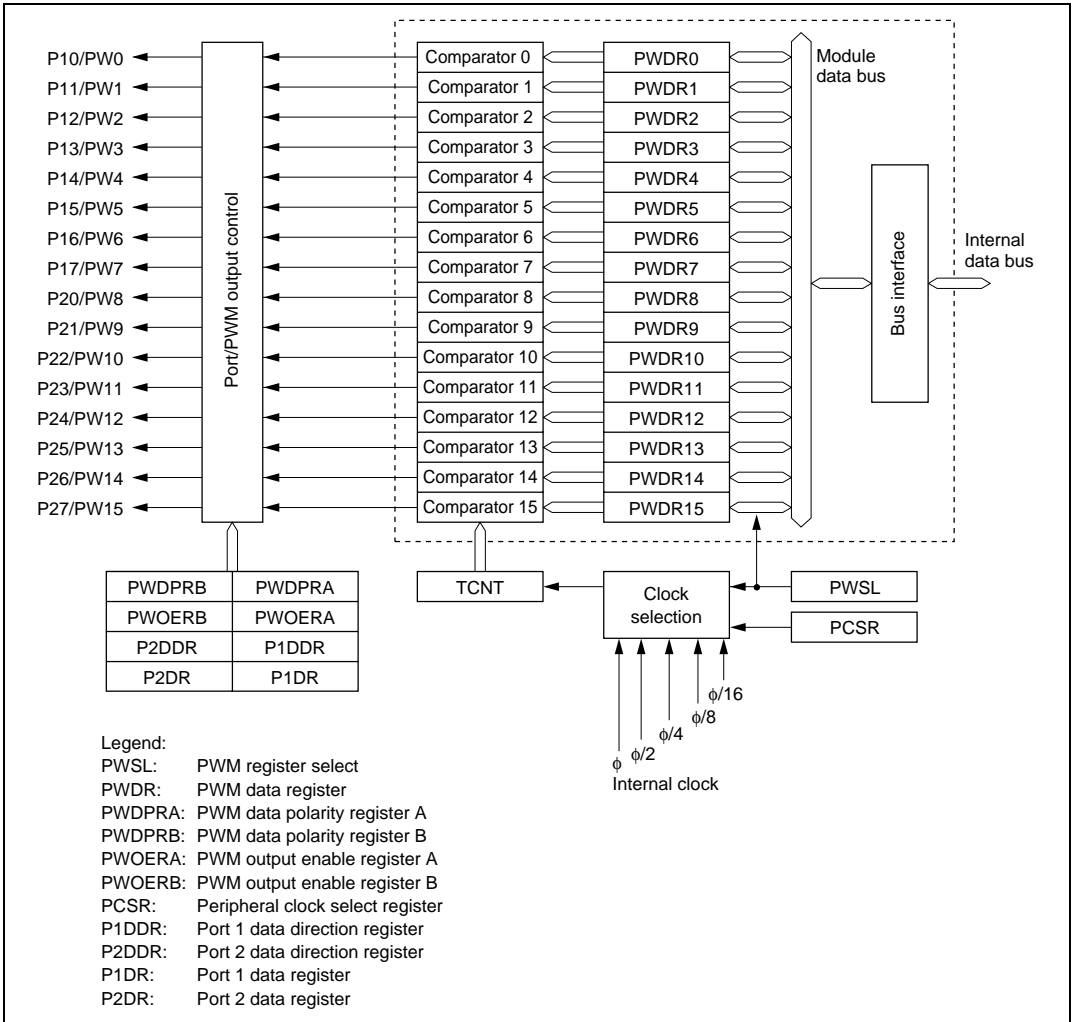 P10/PW0 Comparator 0 PWDR0 Module data bus
P11/PW1 Comparator 1 PWDR1
P12/PW2 Comparator 2 PWDR2
P13/PW3 Comparator 3 PWDR3
P14/PW4 Comparator 4 PWDR4
P15/PW5 Comparator 5 PWDR5
P16/PW6 Comparator 6 PWDR6
P17/PW7 Comparator 7 PWDR7
P20/PW8 Comparator 8 PWDR8
P21/PW9 Comparator 9 PWDR9
P22/PW10 Comparator 10 PWDR10
P23/PW11 Comparator 11 PWDR11
P24/PW12 Comparator 12 PWDR12
P25/PW13 Comparator 13 PWDR13
P26/PW14 Comparator 14 PWDR14
P27/PW15 Comparator 15 PWDR15
Port/PWM output control
Bus interface
Internal
data bus
PWDPRB PWDPRA
PWOERB PWOERA
P2DDR P1DDR
P2DR P1DR
TCNT
Clock
selection
PWSL
PCSR
ϕ/16
ϕ/8
ϕ/4
ϕ/2
ϕ
Internal clock
Legend:
PWSL: PWM register select
PWDR: PWM data register
PWDPRA: PWM data polarity register A
PWDPRB: PWM data polarity register B
PWOERA: PWM output enable register A
PWOERB: PWM output enable register B
PCSR: Peripheral clock select register
P1DDR: Port 1 data direction register
P2DDR: Port 2 data direction register
P1DR: Port 1 data register
P2DR: Port 2 data register